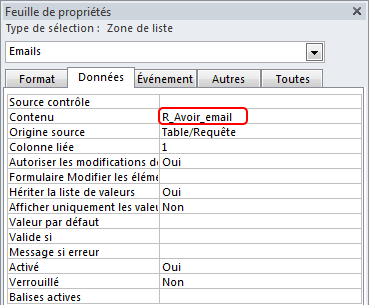 Feuille de propriétés
Type de sélection : Zone de liste
Emails
Format Données Événement Autres Toutes
Source contrôle
Contenu R_Avoir_email
Origine source Table/Requête
Colonne liée 1
Autoriser les modifications de Oui
Formulaire Modifier les éléme
Hériter la liste de valeurs Oui
Afficher uniquement les valeu Non
Valeur par défaut
Valide si
Message si erreur
Activé Oui
Verrouillé Non
Balises actives